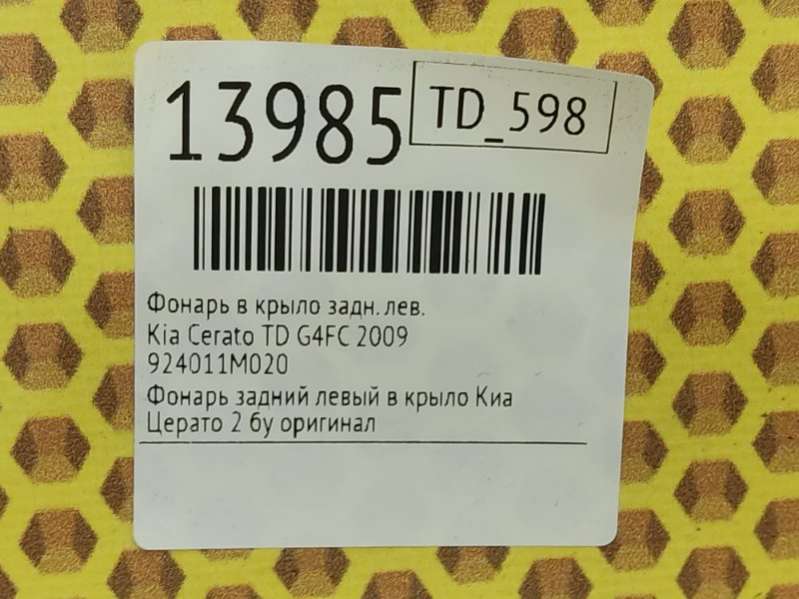 13985 TD_598
Фонарь в крыло задн. лев.
Kia Cerato TD G4FC 2009
924011M020
Фонарь задний левый в крыло Киа
Церато 2 бу оригинал